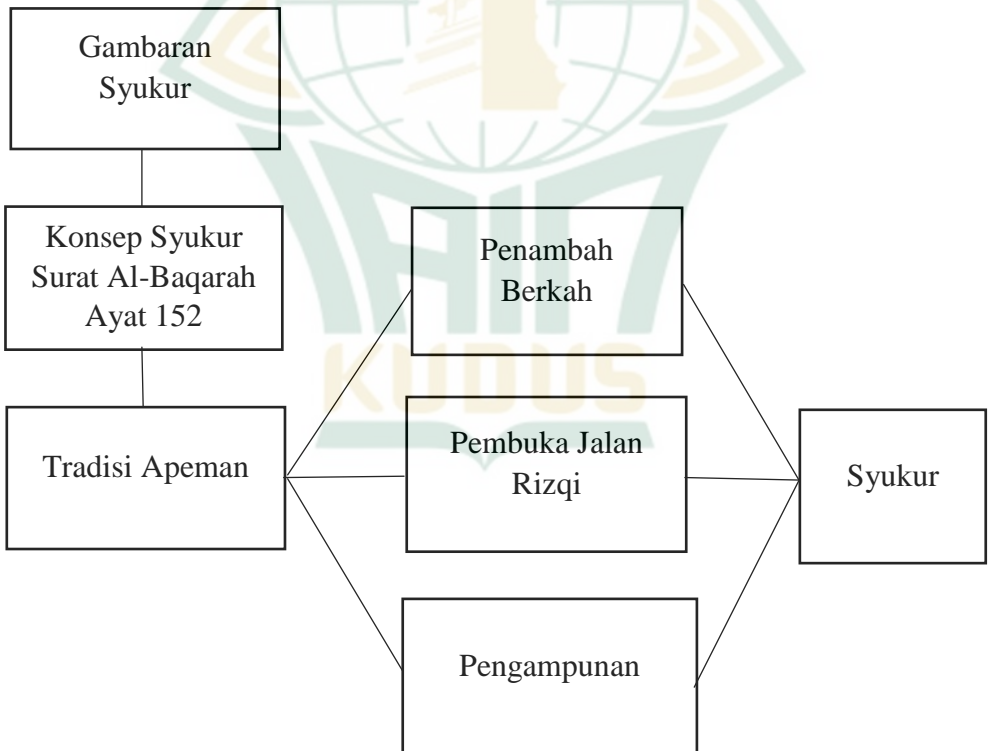 Gambaran
Syukur
Konsep Syukur
Surat Al-Baqarah
Ayat 152
Tradisi Apeman
Penambah
Berkah
Pembuka Jalan
Rizqi
Pengampunan
Syukur
IAIN
KUDUS